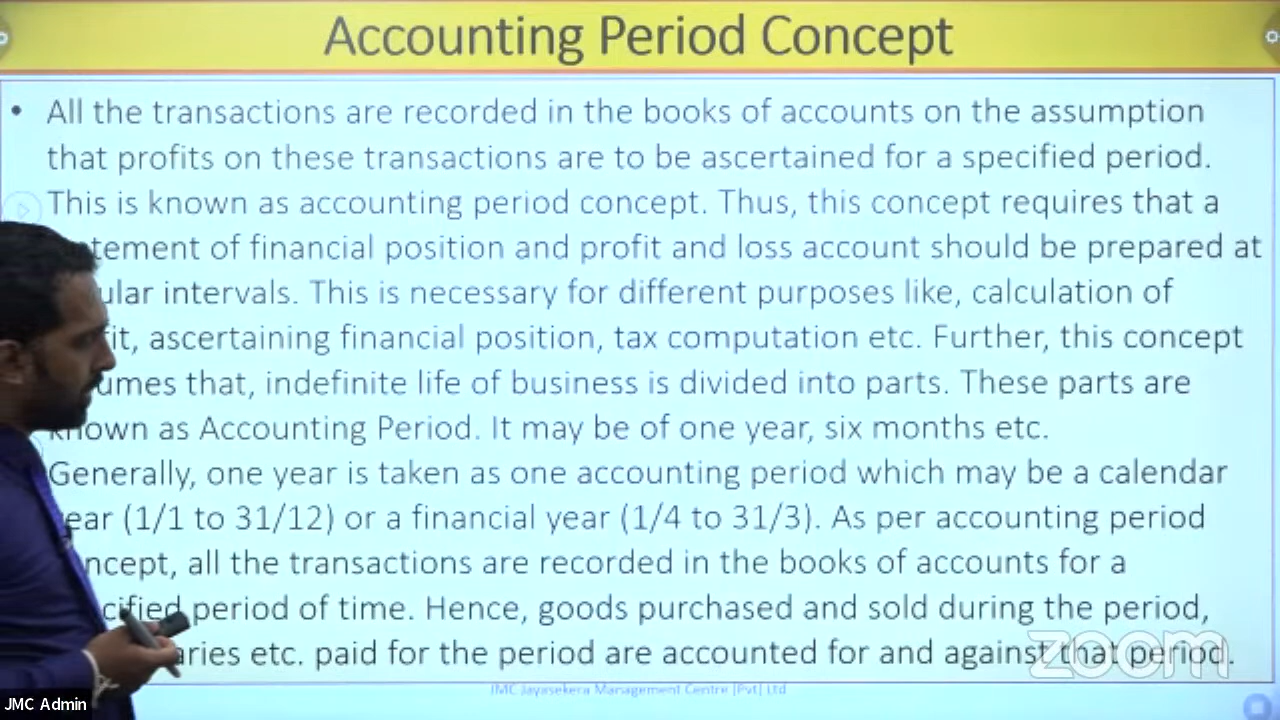 Accounting Period Concept
• All the transactions are recorded in the books of accounts on the assumption
that profits on these transactions are to be ascertained for a specified period.
This is known as accounting period concept. Thus, this concept requires that a
tement of financial position and profit and loss account should be prepared at
ular intervals. This is necessary for different purposes like, calculation of
it, ascertaining financial position, tax computation etc. Further, this concept
umes that, indefinite life of business is divided into parts. These parts are
known as Accounting Period. It may be of one year, six months etc.
Generally, one year is taken as one accounting period which may be a calendar
year (1/1 to 31/12) or a financial year (1/4 to 31/3). As per accounting period
ncept, all the transactions are recorded in the books of accounts for a
cified period of time. Hence, goods purchased and sold during the period,
aries etc. paid for the period are accounted for and against that period.
zoom
JMC Jayasekera Management Centre (Pvt) Ltd
JMC Admin